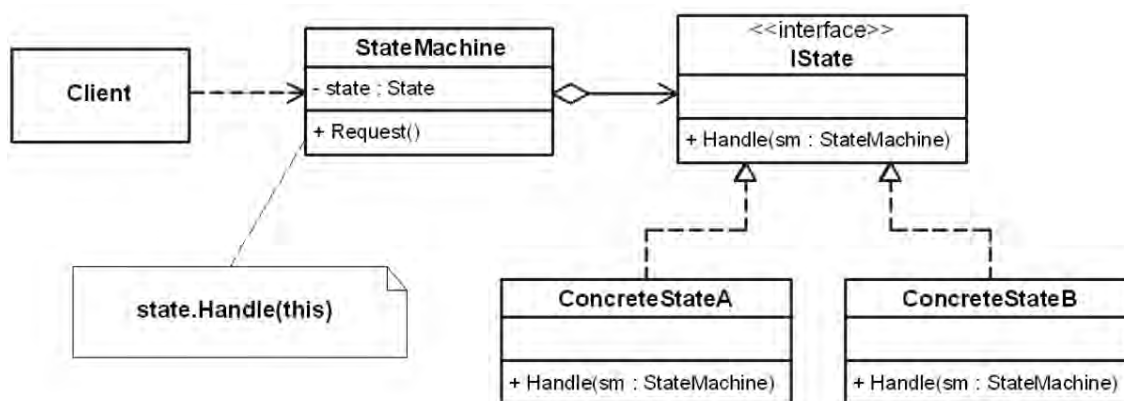 Client
StateMachine
- state : State
+ Request()
<<interface>>
IState
+ Handle(sm : StateMachine)
state.Handle(this)
ConcreteStateA
+ Handle(sm : StateMachine)
ConcreteStateB
+ Handle(sm : StateMachine)